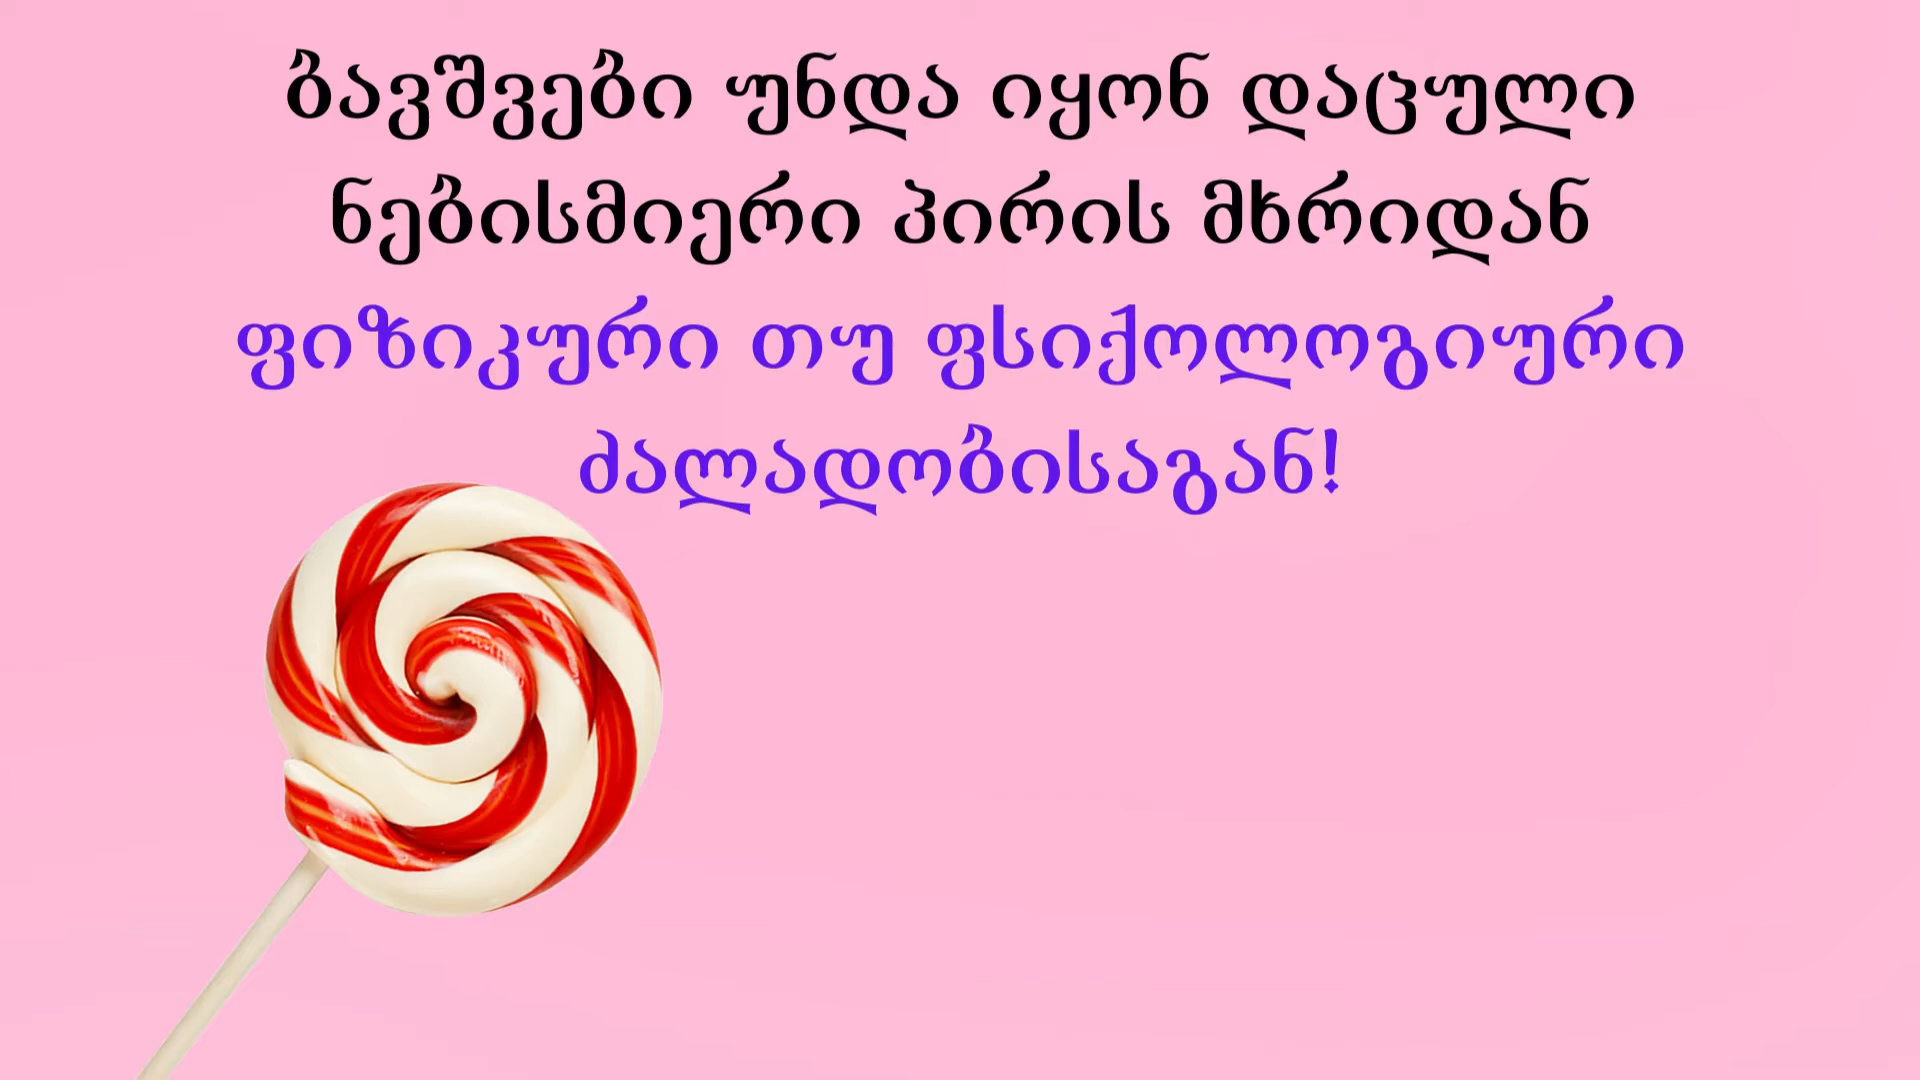 ბავშვები უნდა იყონ დაცული
ნებისმიერი პირის მხრიდან
ფიზიკური თუ ფსიქოლოგიური
ძალადობისაგან!